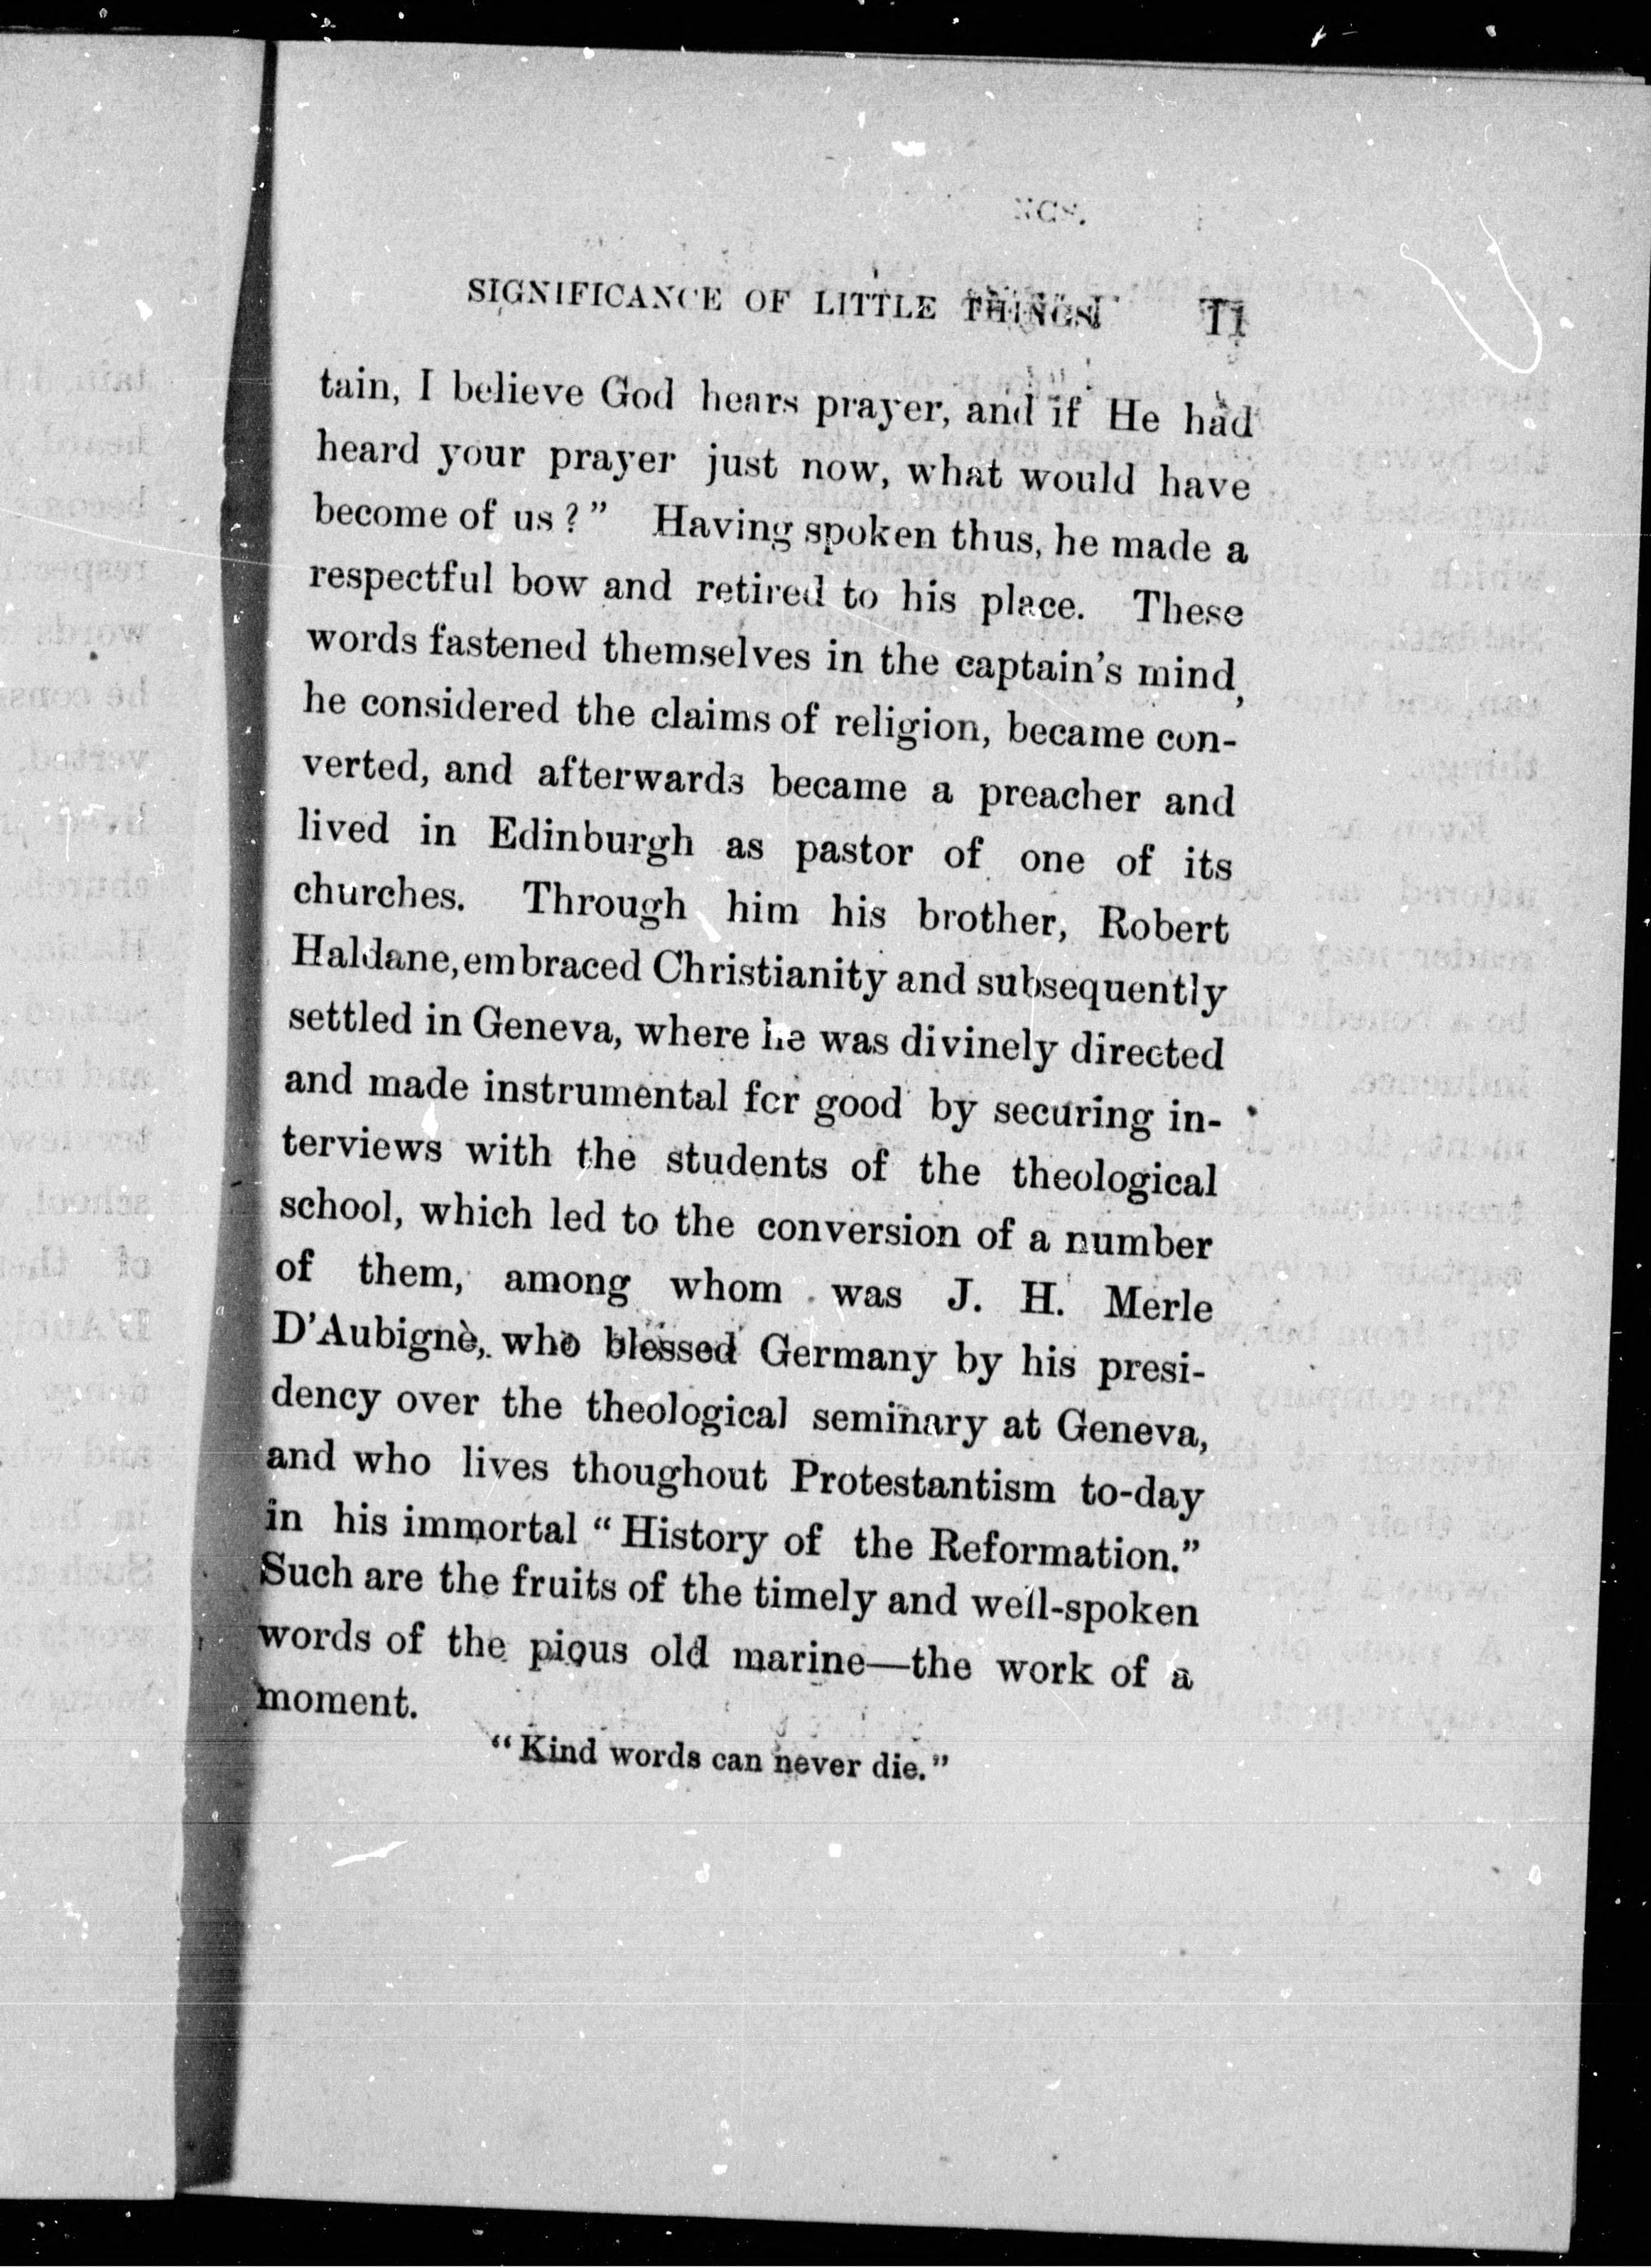 SIGNIFICANCE OF LITTLE THINGS 11
tain, I believe God hears prayer, and if He had
heard your prayer just now, what would have
become of us?” Having spoken thus, he made a
respectful bow and retired to his place. These
words fastened themselves in the captain’s mind,
he considered the claims of religion, became con-
verted, and afterwards became a preacher and
lived in Edinburgh as pastor of one of its
churches. Through him his brother, Robert
Haldane, embraced Christianity and subsequently
settled in Geneva, where he was divinely directed
and made instrumental for good by securing in-
terviews with the students of the theological
school, which led to the conversion of a number
of them, among whom was J. H. Merle
D’Aubignè, who blessed Germany by his presi-
dency over the theological seminary at Geneva,
and who lives thoughout Protestantism to-day
in his immortal “History of the Reformation.”
Such are the fruits of the timely and well-spoken
words of the pious old marine—the work of a
moment.
“Kind words can never die.”